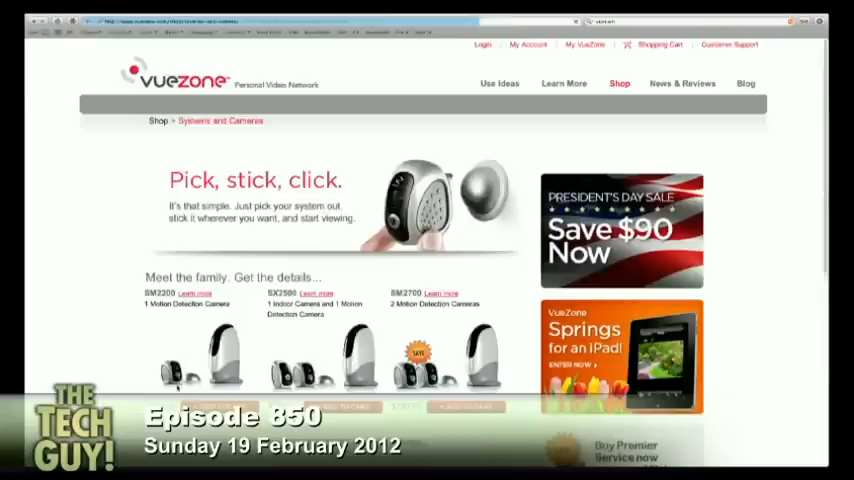 Login
My Account
My VueZone
Shopping Cart
Customer Support
vuezone Personal Video Network
Use Ideas
Learn More
Shop
News & Reviews
Blog
Shop > Systems and Cameras
Pick, stick, click.
It's that simple. Just pick your system out,
stick it wherever you want, and start viewing.
PRESIDENT'S DAY SALE
Save $90
Now
Meet the family. Get the details...
SM2200 Learn more
1 Motion Detection Camera
SX2500 Learn more
1 Indoor Camera and 1 Motion
Detection Camera
SM2700 Learn more
2 Motion Detection Cameras
SAVE
VueZone
Springs
for an iPad!
ENTER NOW
THE
TECH
GUY!
Episode 850
Sunday 19 February 2012
Buy Premier
Service now